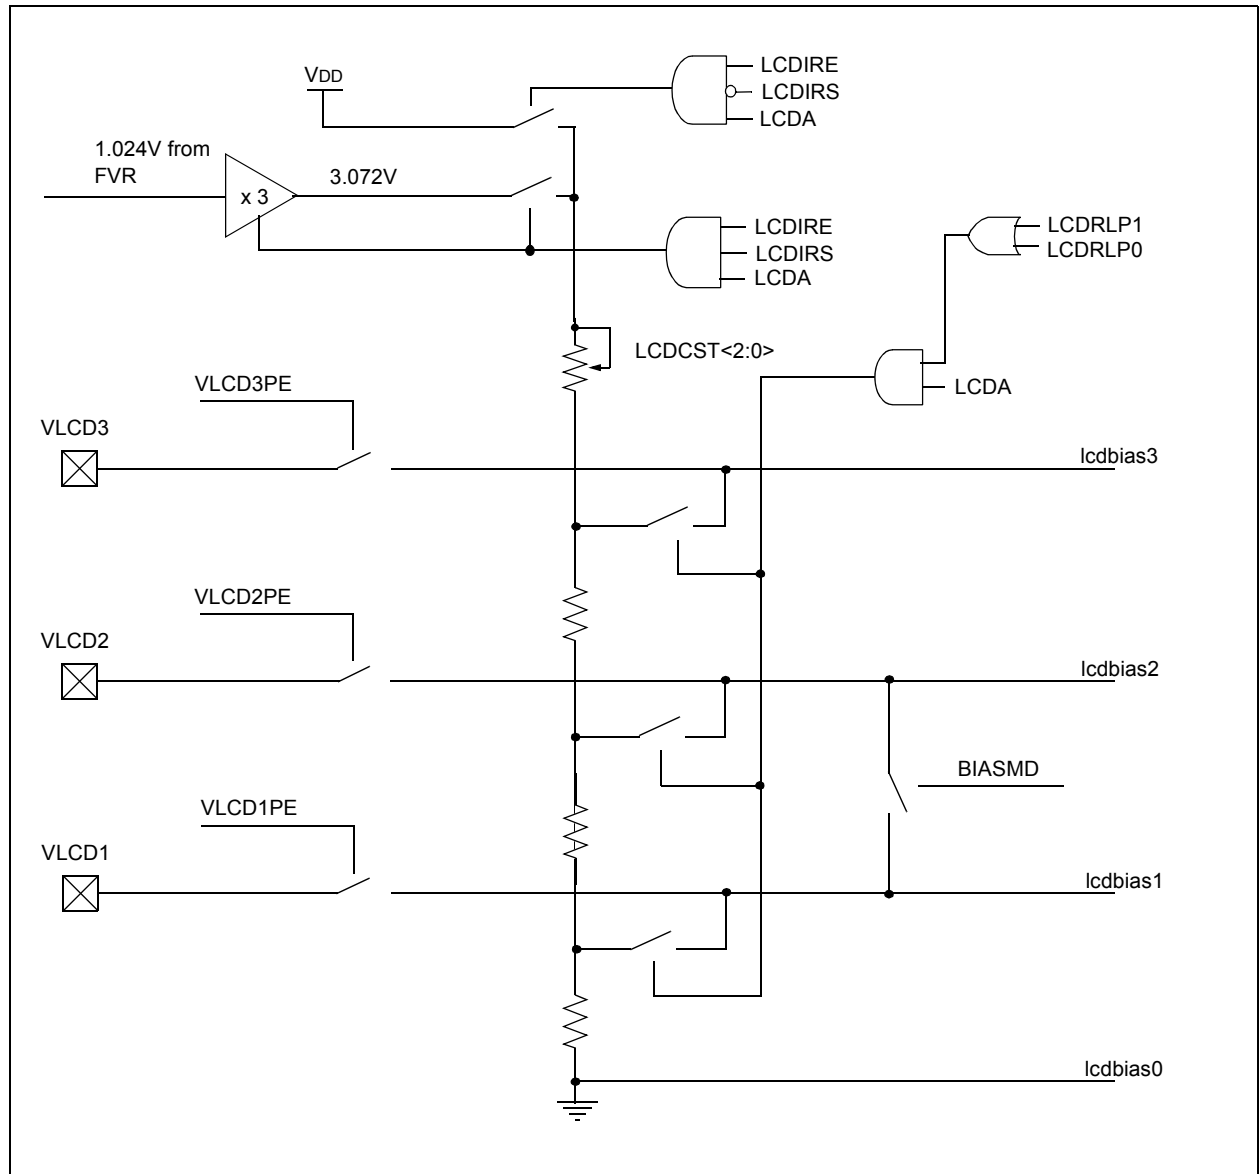 LCDIRE
VDD
LCDIRS
LCDA
1.024V from
FVR
x 3
3.072V
LCDIRE
LCDIRS
LCDA
LCDRLP1
LCDRLP0
LCDCST<2:0>
VLCD3PE
LCDA
VLCD3
lcdbias3
VLCD2PE
VLCD2
lcdbias2
BIASMD
VLCD1PE
VLCD1
lcdbias1
lcdbias0